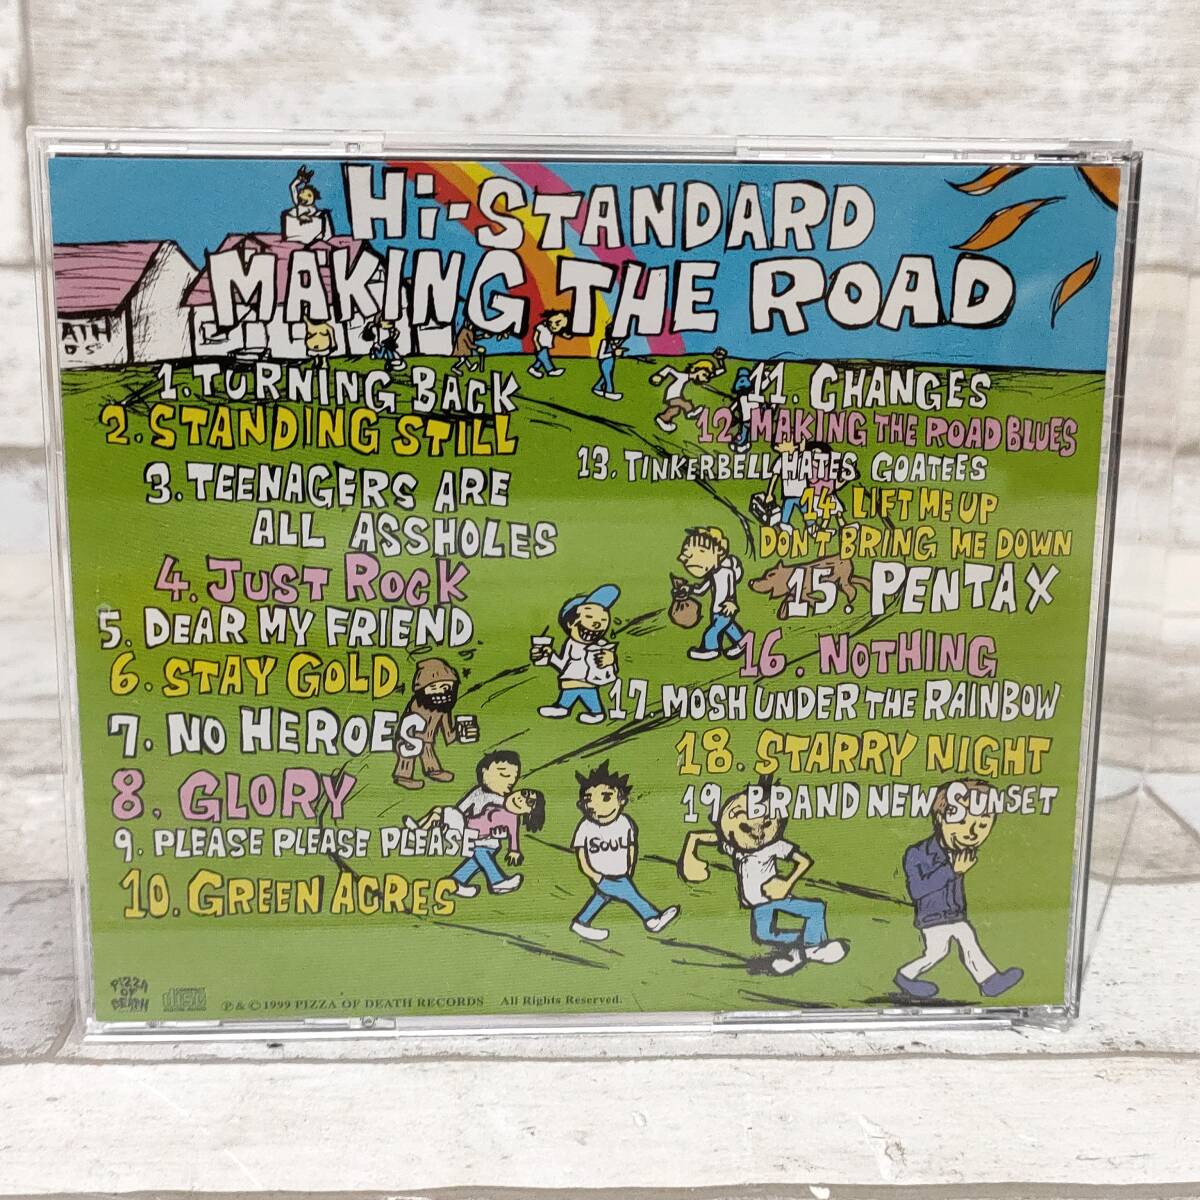 Hi-STANDARD
MAKING THE ROAD
ATH
DS
1. TURNING BACK
2. STANDING STILL
3. TEENAGERS ARE
ALL ASSHOLES
4. JUST ROCK
5. DEAR MY FRIEND
6. STAY GOLD
7. NO HEROES
8. GLORY
9. PLEASE PLEASE PLEASE
10. GREEN ACRES
11. CHANGES
12. MAKING THE ROAD BLUES
13. TINKERBELL HATES GOATEES
14. LIFT ME UP
DON'T BRING ME DOWN
15. PENTAX
16. NOTHING
17. MOSH UNDER THE RAINBOW
18. STARRY NIGHT
19. BRAND NEW SUNSET
SOUL
PIZZA
OF
DEATH
disc
℗ & © 1999 PIZZA OF DEATH RECORDS All Rights Reserved.